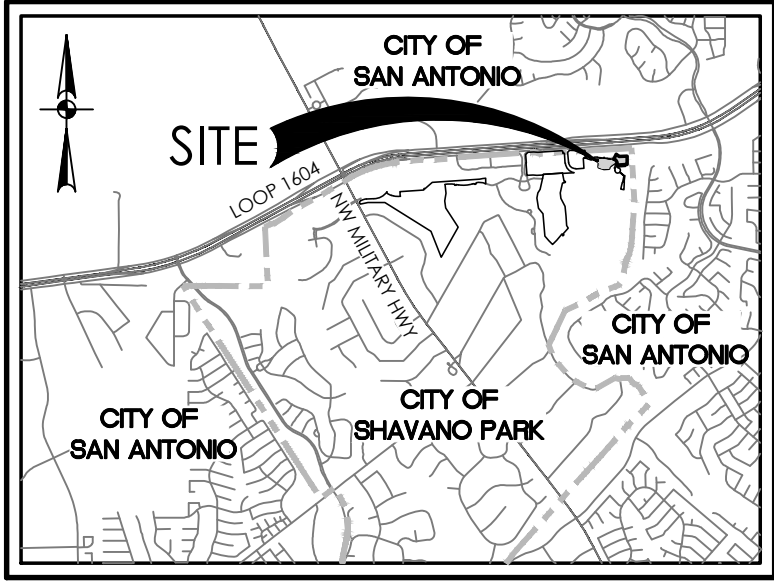 CITY OF
SAN ANTONIO
SITE
LOOP 1604
NW MILITARY HWY
CITY OF
SAN ANTONIO
CITY OF
SHAVANO PARK
CITY OF
SAN ANTONIO